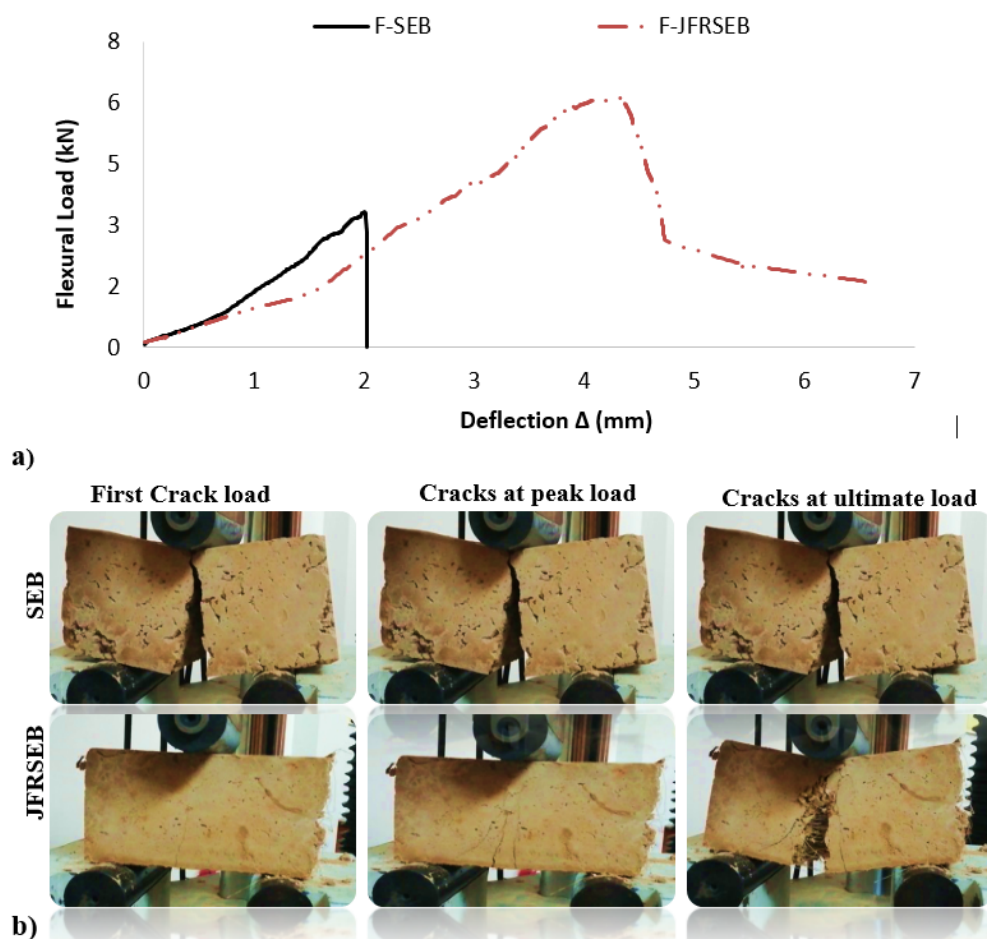 F-SEB F-JFRSEB
8
6
5
3
2
0
Flexural Load (kN)
0 1 2 3 4 5 6 7
Deflection Δ (mm)
a)
First Crack load Cracks at peak load Cracks at ultimate load
SEB
JFRSEB
b)